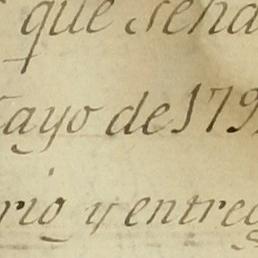 que seña
ayo de 179
rio y entreg